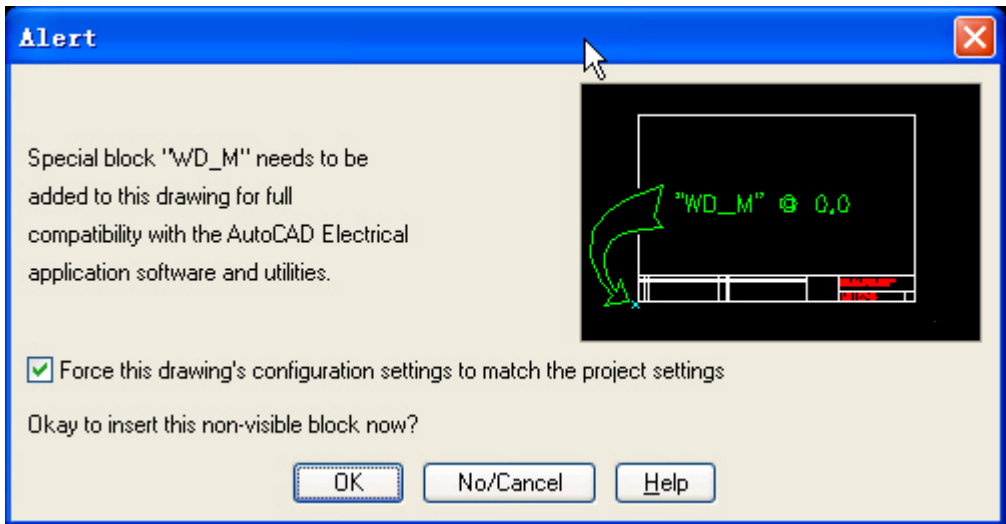 Alert
Special block "WD_M" needs to be
added to this drawing for full
compatibility with the AutoCAD Electrical
application software and utilities.
"WD_M" @ 0,0
Force this drawing's configuration settings to match the project settings
Okay to insert this non-visible block now?
OK No/Cancel Help